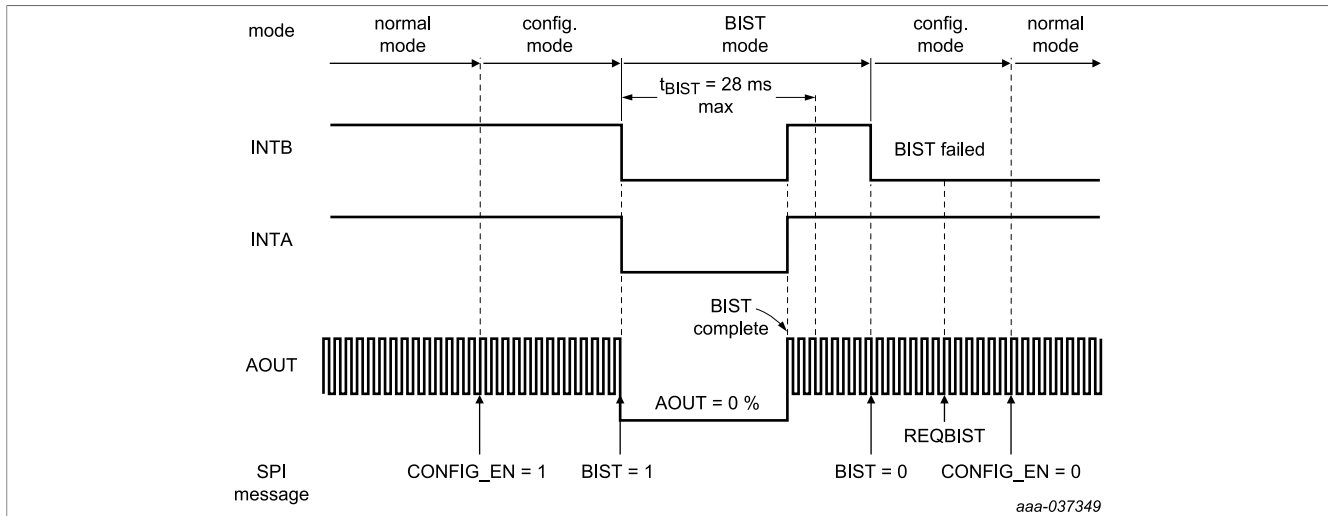 mode
normal
mode
config.
mode
BIST
mode
config.
mode
normal
mode
tBIST = 28 ms
max
INTB
BIST failed
INTA
BIST
complete
AOUT
AOUT = 0 %
REQBIST
SPI
message
CONFIG_EN = 1
BIST = 1
BIST = 0
CONFIG_EN = 0
aaa-037349